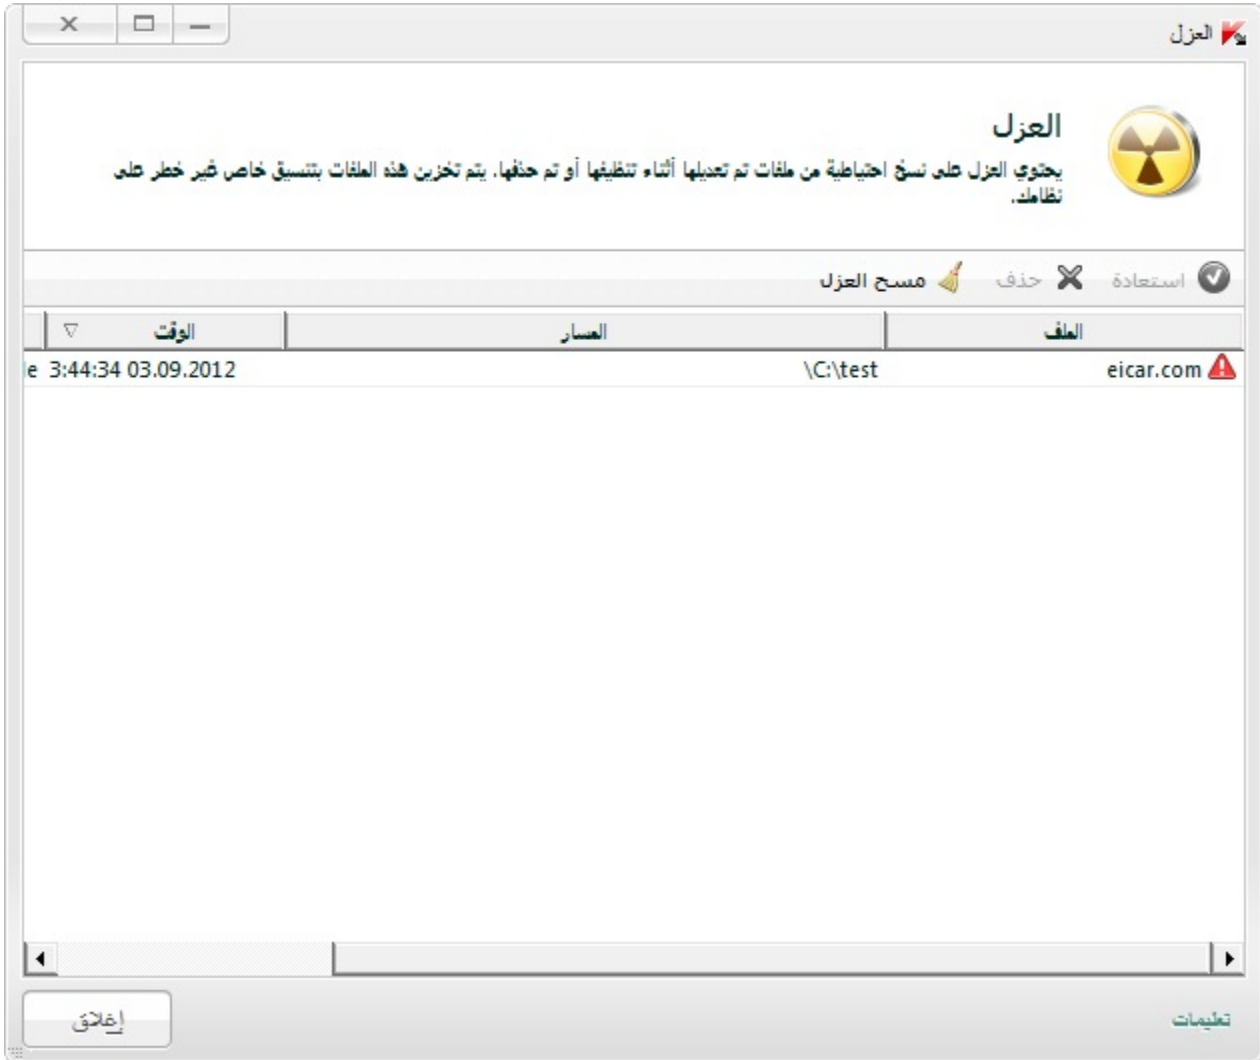 العزل
العزل
يحتوي العزل على نسخ احتياطية من ملفات تم تعديلها أثناء تنظيفها أو تم حذفها. يتم تخزين هذه الملفات بتنسيق خاص غير خطر على
نظامك.
استعادة حذف مسح العزل
الملف المسار الوقت
eicar.com \C:\test 3:44:34 03.09.2012 le
تعليمات إغلاق